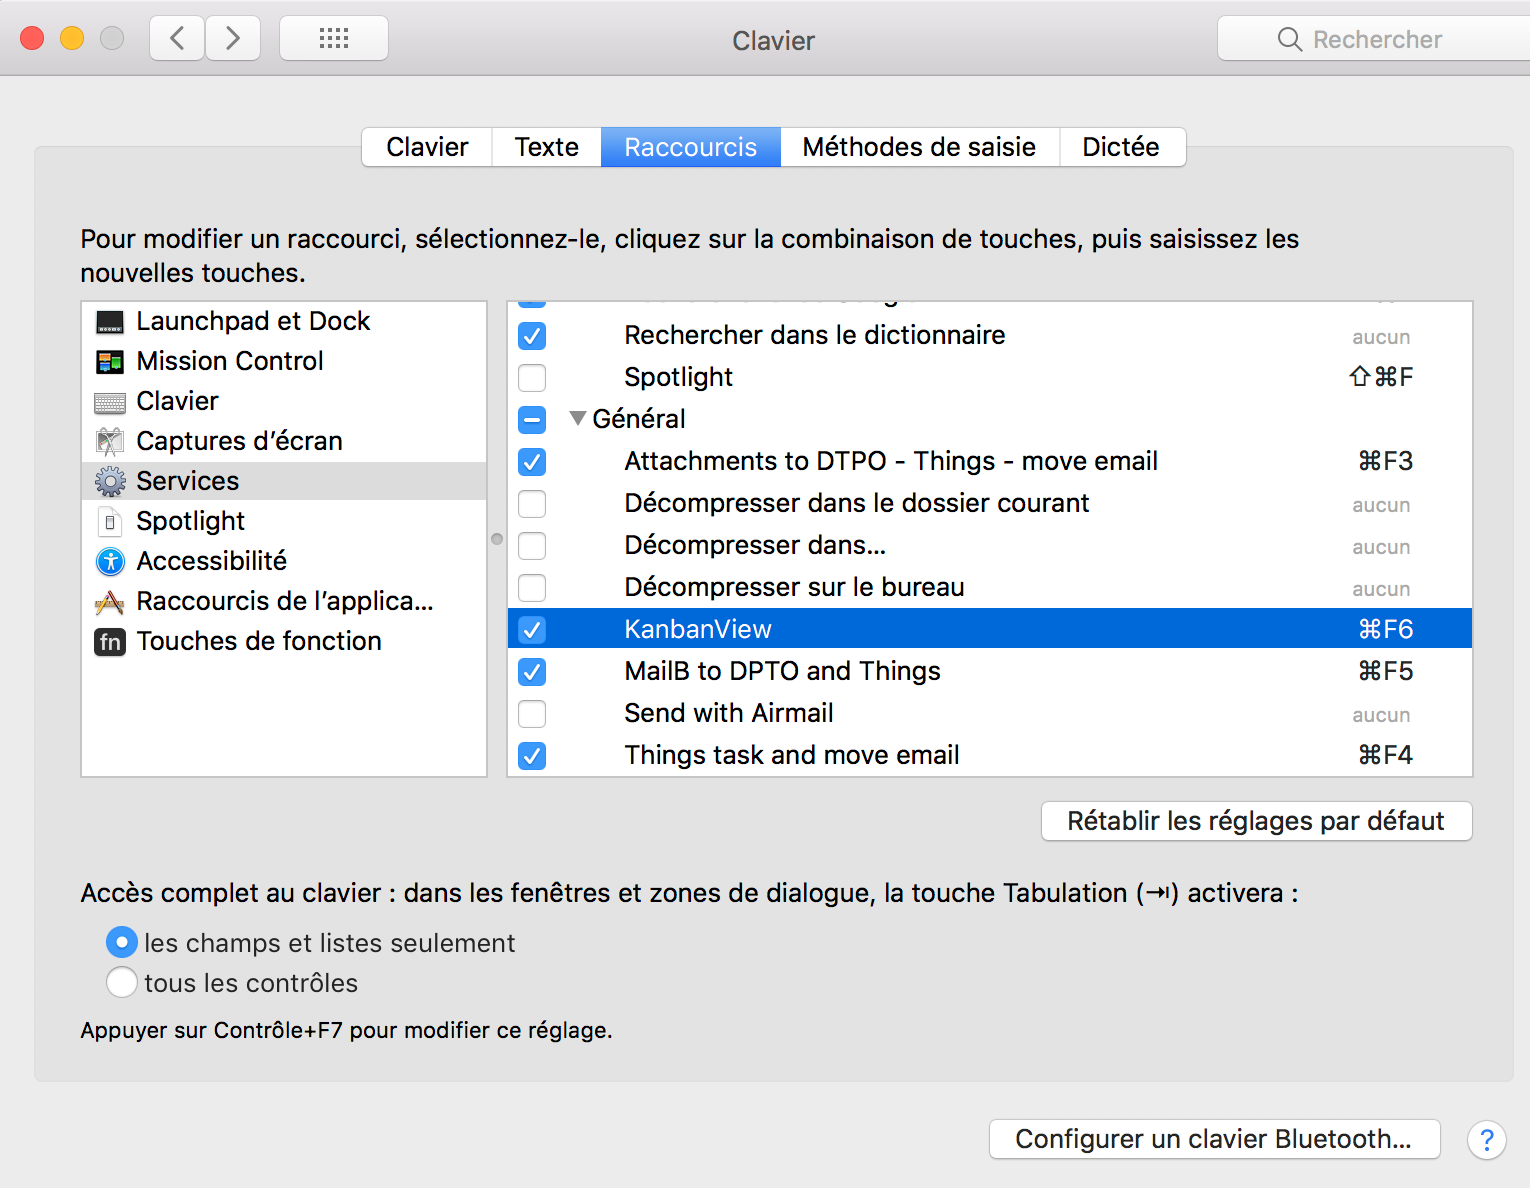 Clavier
Rechercher
Clavier
Texte
Raccourcis
Méthodes de saisie
Dictée
Pour modifier un raccourci, sélectionnez-le, cliquez sur la combinaison de touches, puis saisissez les
nouvelles touches.
Launchpad et Dock
Mission Control
Clavier
Captures d’écran
Services
Spotlight
Accessibilité
Raccourcis de l’applica...
fn Touches de fonction
Rechercher dans le dictionnaire aucun
Spotlight ⇧⌘F
Général
Attachments to DTPO - Things - move email ⌘F3
Décompresser dans le dossier courant aucun
Décompresser dans... aucun
Décompresser sur le bureau aucun
KanbanView ⌘F6
MailB to DPTO and Things ⌘F5
Send with Airmail aucun
Things task and move email ⌘F4
Rétablir les réglages par défaut
Accès complet au clavier : dans les fenêtres et zones de dialogue, la touche Tabulation (⇥) activera :
les champs et listes seulement
tous les contrôles
Appuyer sur Contrôle+F7 pour modifier ce réglage.
Configurer un clavier Bluetooth...
?